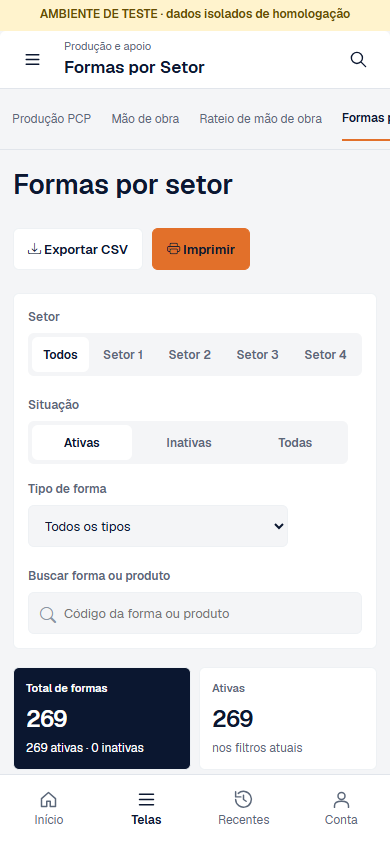 AMBIENTE DE TESTE · dados isolados de homologação
Produção e apoio
Formas por Setor
Produção PCP Mão de obra Rateio de mão de obra Formas p
Formas por setor
Exportar CSV Imprimir
Setor
Todos Setor 1 Setor 2 Setor 3 Setor 4
Situação
Ativas Inativas Todas
Tipo de forma
Todos os tipos
Buscar forma ou produto
Código da forma ou produto
Total de formas
269
269 ativas · 0 inativas
Ativas
269
nos filtros atuais
Início Telas Recentes Conta